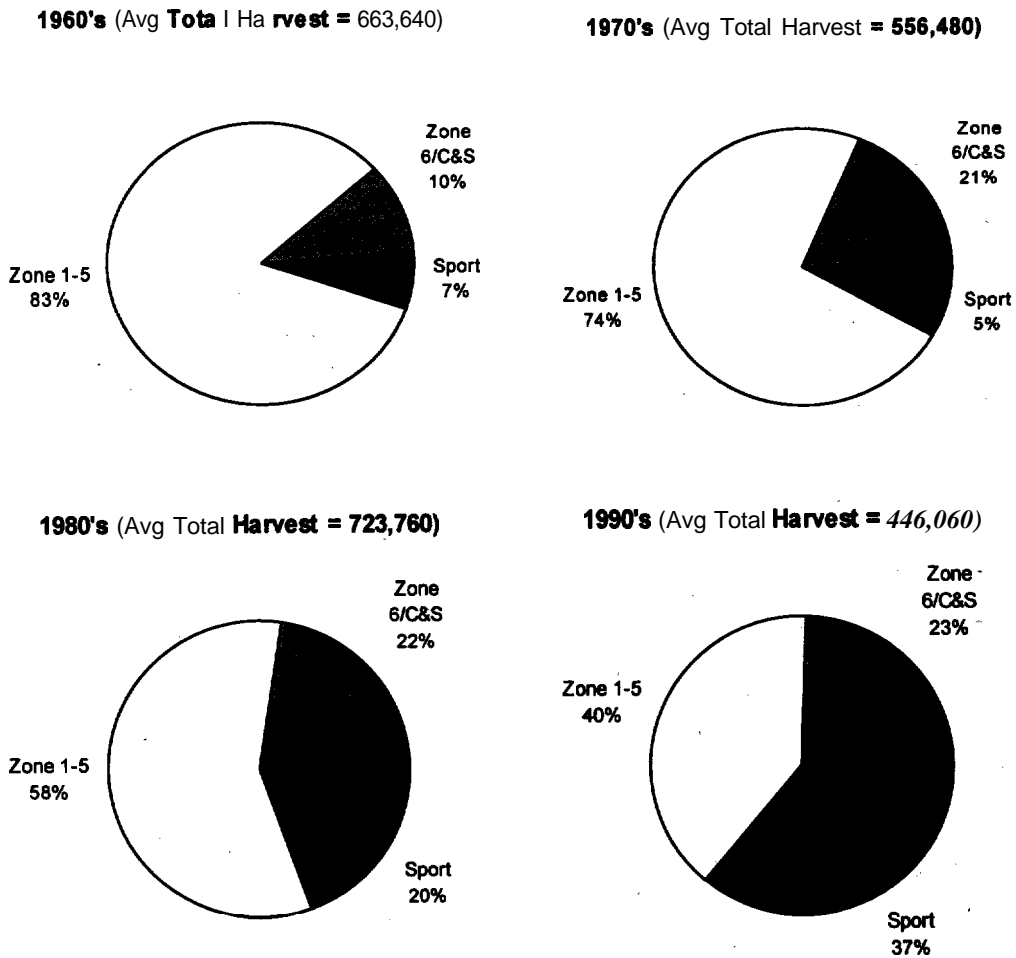 1960's (Avg Tota l Ha rvest = 663,640)
Zone
6/C&S
10%
Sport
7%
Zone 1-5
83%
1970's (Avg Total Harvest = 556,480)
Zone
6/C&S
21%
Sport
5%
Zone 1-5
74%
1980's (Avg Total Harvest = 723,760)
Zone
6/C&S
22%
Zone 1-5
58%
Sport
20%
1990's (Avg Total Harvest = 446,060)
Zone
6/C&S
23%
Zone 1-5
40%
Sport
37%